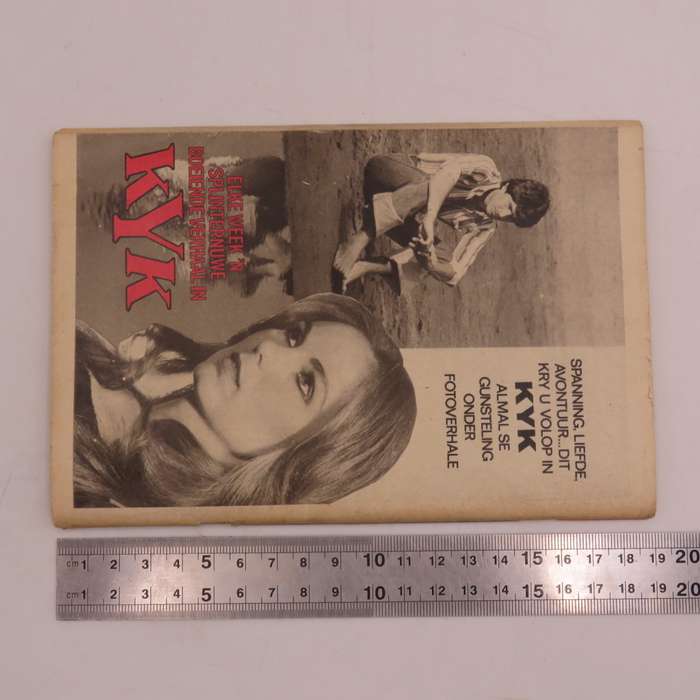 SPANNING, LIEFDE,
AVONTUUR...DIT
KRY U VOLOP IN
KYK
ALMAL SE
GUNSTELING
ONDER
FOTOVERHALE
ELKE WEEK 'N
SPLINTERNUWE
BOEIENDE VERHAAL IN
KYK
cm 1 2 3 4 5 6 7 8 9 10 11 12 13 14 15 16 17 18 19 20
cm 1 2 3 4 5 6 7 8 9 10 11 12 13 14 15 16 17 18 19 20